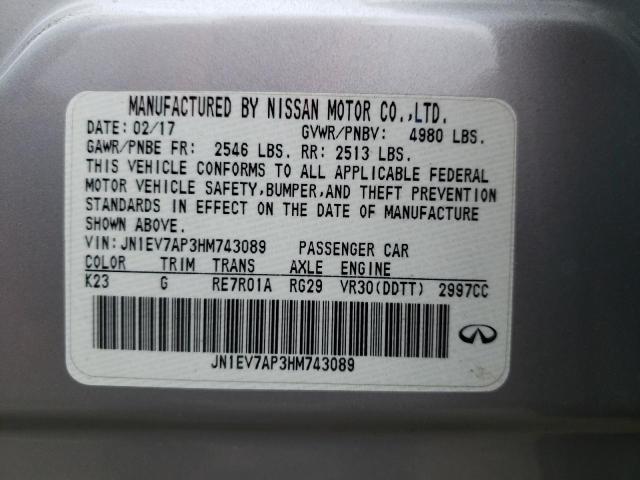 MANUFACTURED BY NISSAN MOTOR CO.,LTD.
DATE: 02/17 GVWR/PNBV: 4980 LBS.
GAWR/PNBE FR: 2546 LBS. RR: 2513 LBS.
THIS VEHICLE CONFORMS TO ALL APPLICABLE FEDERAL
MOTOR VEHICLE SAFETY,BUMPER,AND THEFT PREVENTION
STANDARDS IN EFFECT ON THE DATE OF MANUFACTURE
SHOWN ABOVE.
VIN:JN1EV7AP3HM743089 PASSENGER CAR
COLOR TRIM TRANS AXLE ENGINE
K23 G RE7R01A RG29 VR30(DDTT) 2997CC
JN1EV7AP3HM743089